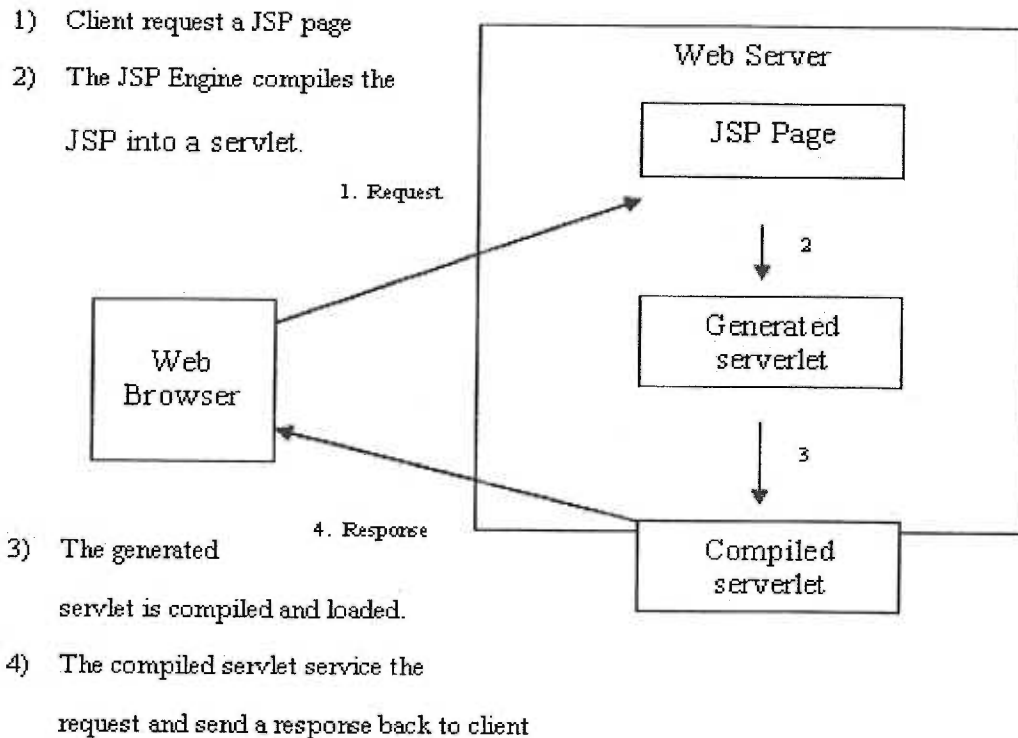 1) Client request a JSP page
2) The JSP Engine compiles the
JSP into a servlet.
Web Server
JSP Page
1. Request
2
Generated
serverlet
Web
Browser
3
4. Response
Compiled
serverlet
3) The generated
servlet is compiled and loaded.
4) The compiled servlet service the
request and send a response back to client